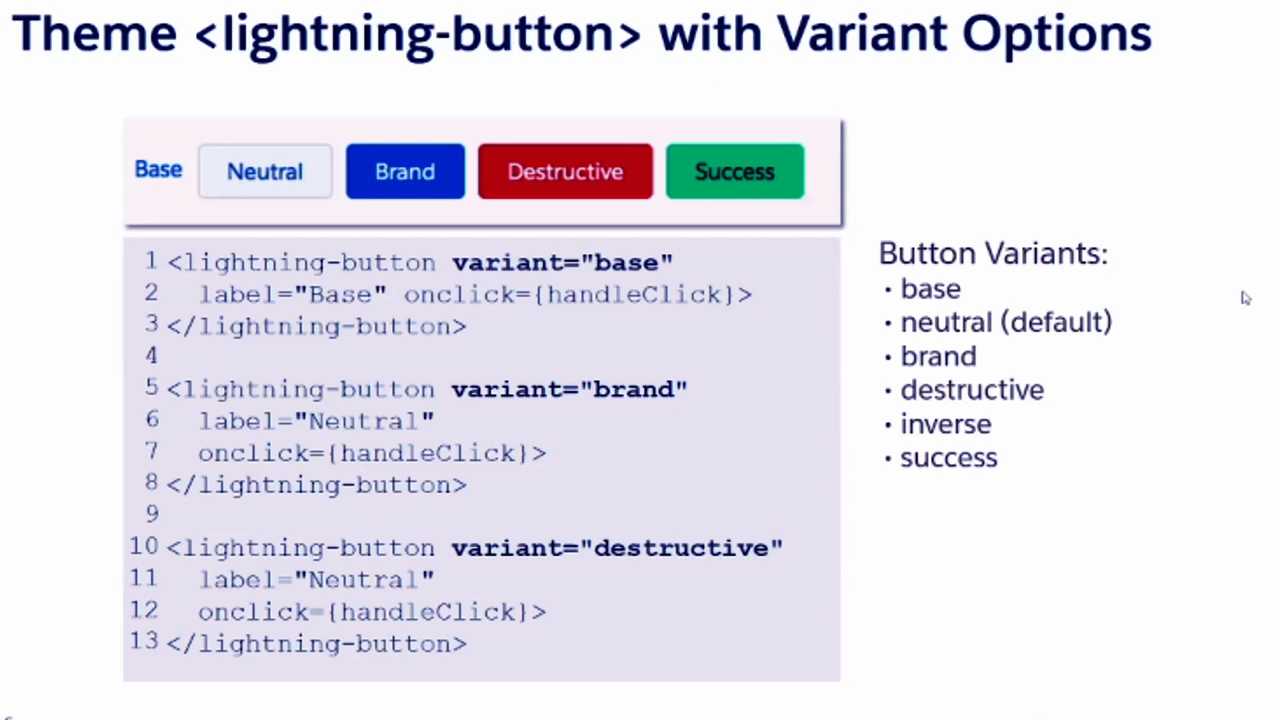 Theme <lightning-button> with Variant Options
Base Neutral Brand Destructive Success
1 <lightning-button variant="base"
2 label="Base" onclick={handleClick}>
3 </lightning-button>
4
5 <lightning-button variant="brand"
6 label="Neutral"
7 onclick={handleClick}>
8 </lightning-button>
9
10 <lightning-button variant="destructive"
11 label="Neutral"
12 onclick={handleClick}>
13 </lightning-button>
Button Variants:
• base
• neutral (default)
• brand
• destructive
• inverse
• success